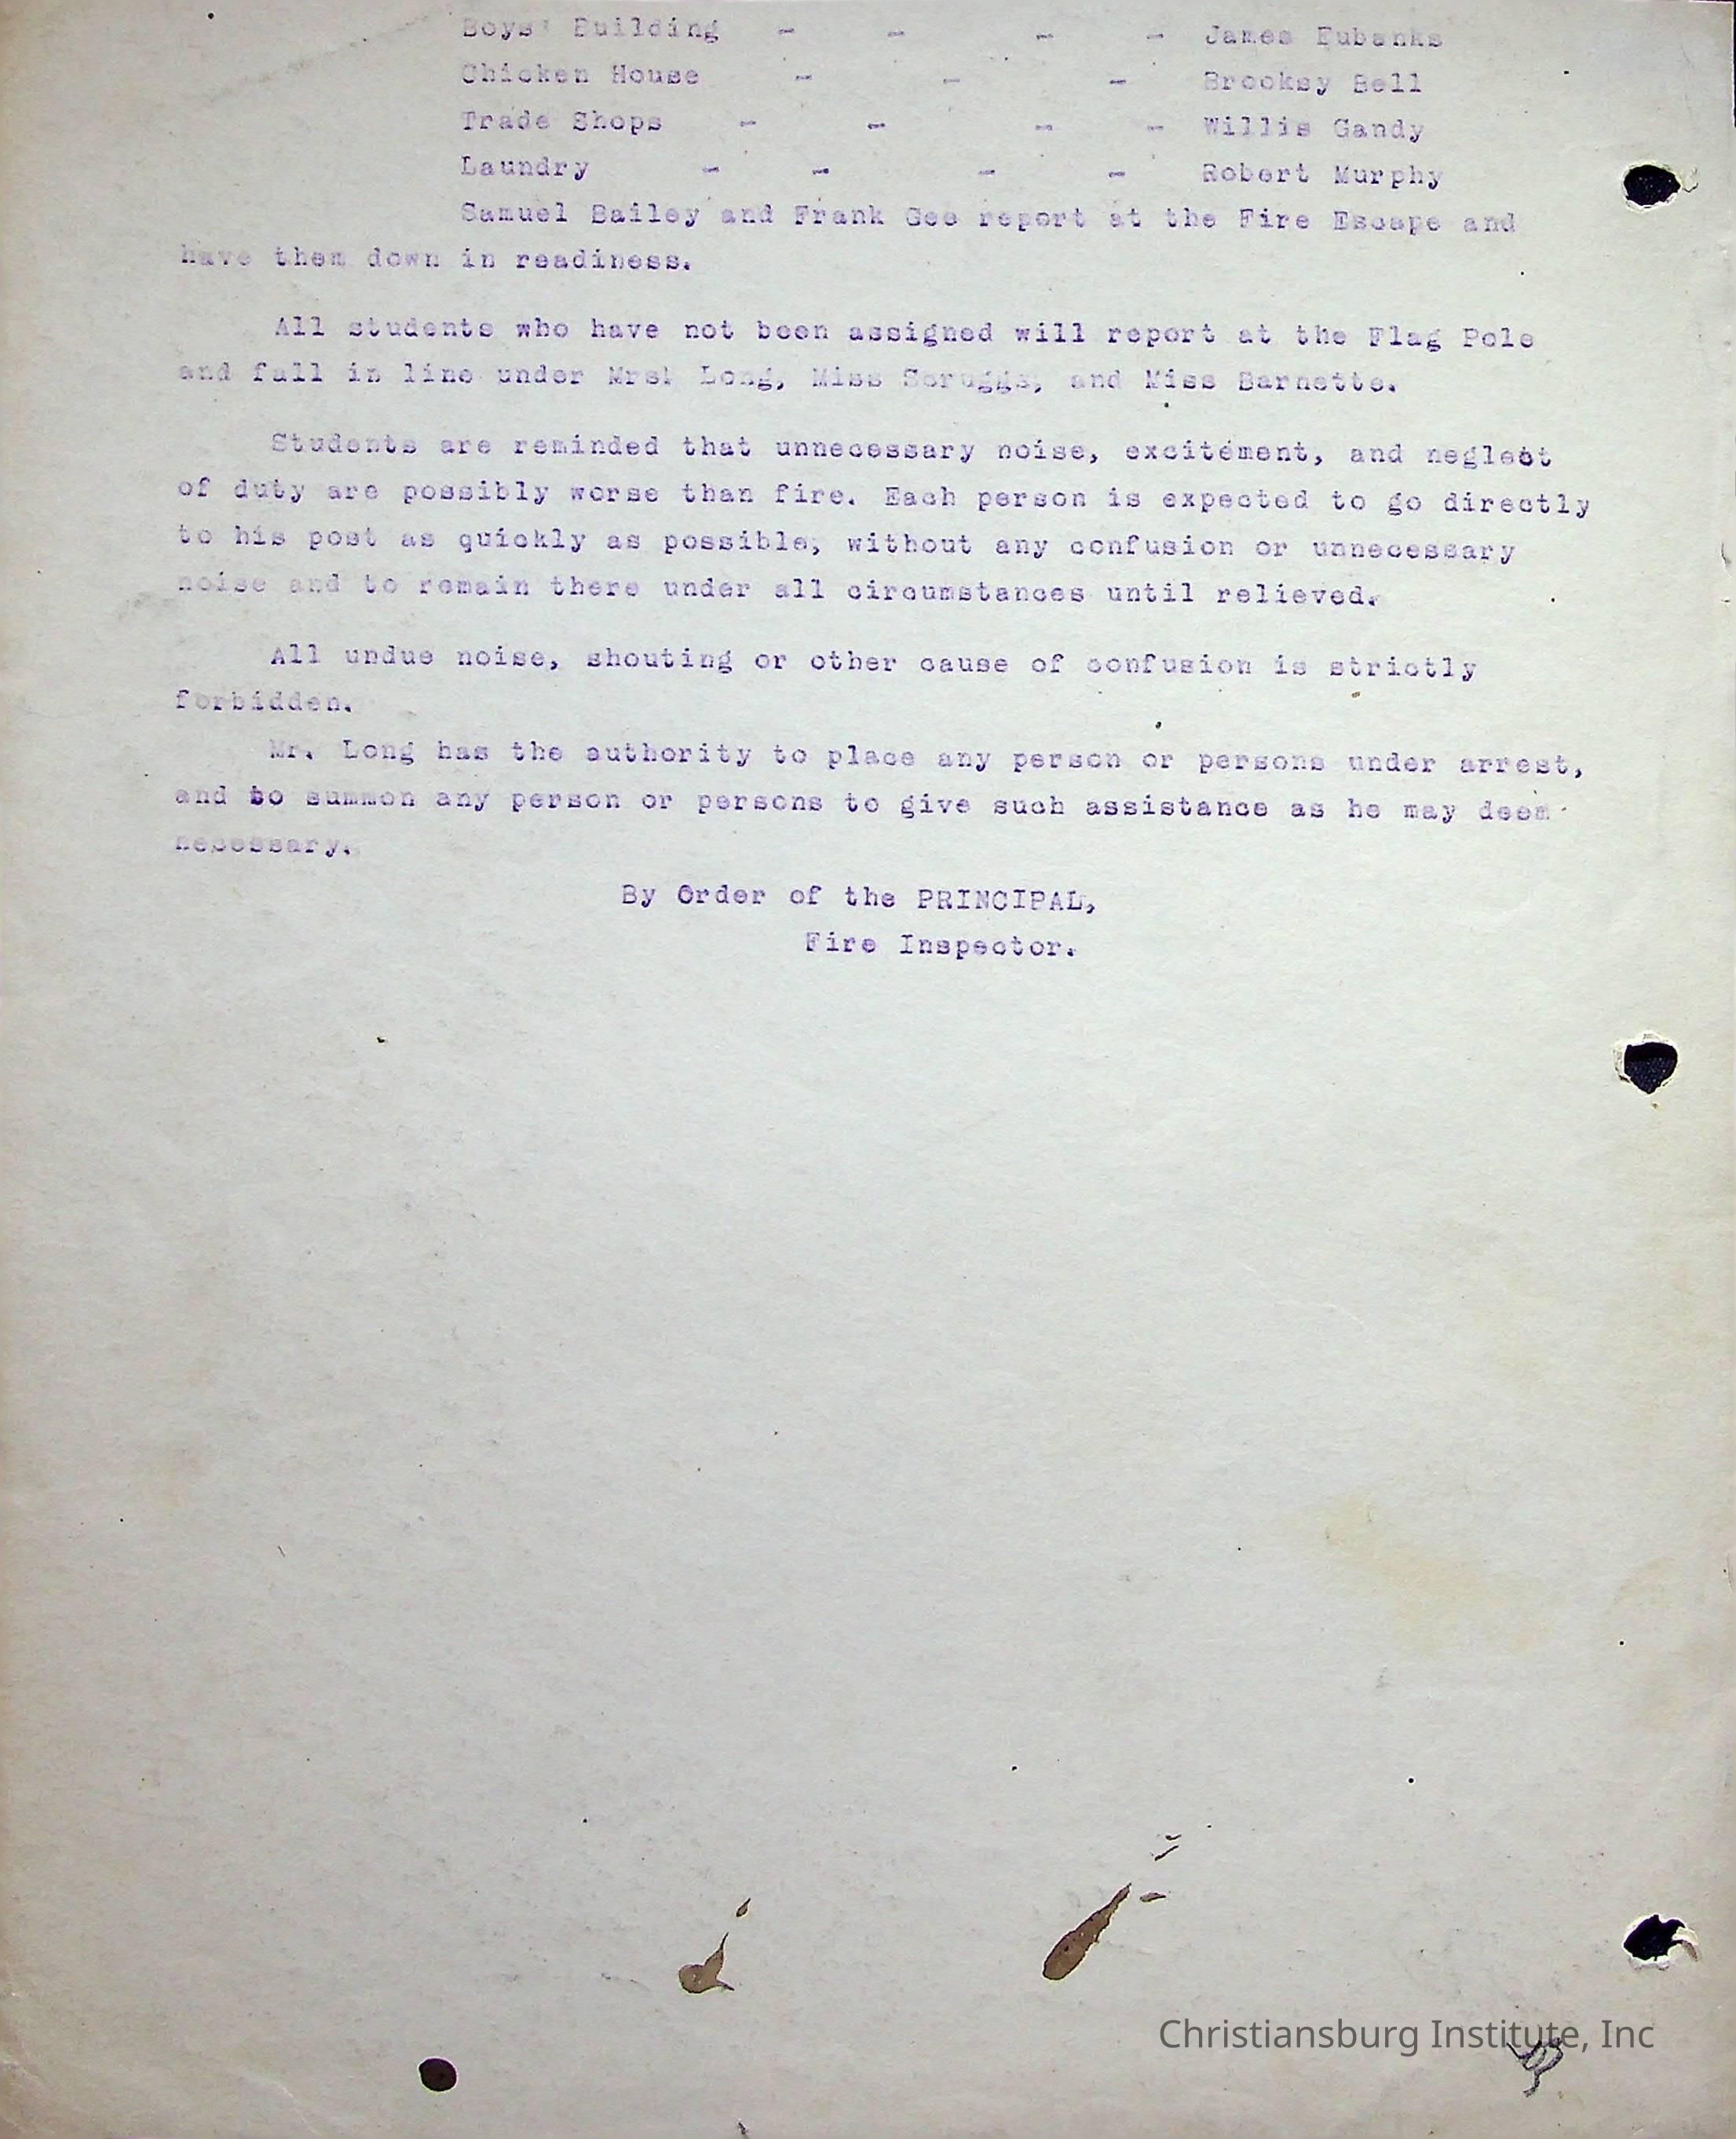 Boys' Building - - - - James Eubanks
Chicken House - - - Brooksy Bell
Trade Shops - - - - Willis Gandy
Laundry - - - - Robert Murphy
Samuel Bailey and Frank Gee report at the Fire Escape and
have them down in readiness.
All students who have not been assigned will report at the Flag Pole
and fall in line under Mrs. Long, Miss Scruggs, and Miss Barnette.
Students are reminded that unnecessary noise, excitement, and neglect
of duty are possibly worse than fire. Each person is expected to go directly
to his post as quickly as possible, without any confusion or unnecessary
noise and to remain there under all circumstances until relieved.
All undue noise, shouting or other cause of confusion is strictly
forbidden.
Mr. Long has the authority to place any person or persons under arrest,
and to summon any person or persons to give such assistance as he may deem
necessary.
By Order of the PRINCIPAL,
Fire Inspector.
Christiansburg Institute, Inc